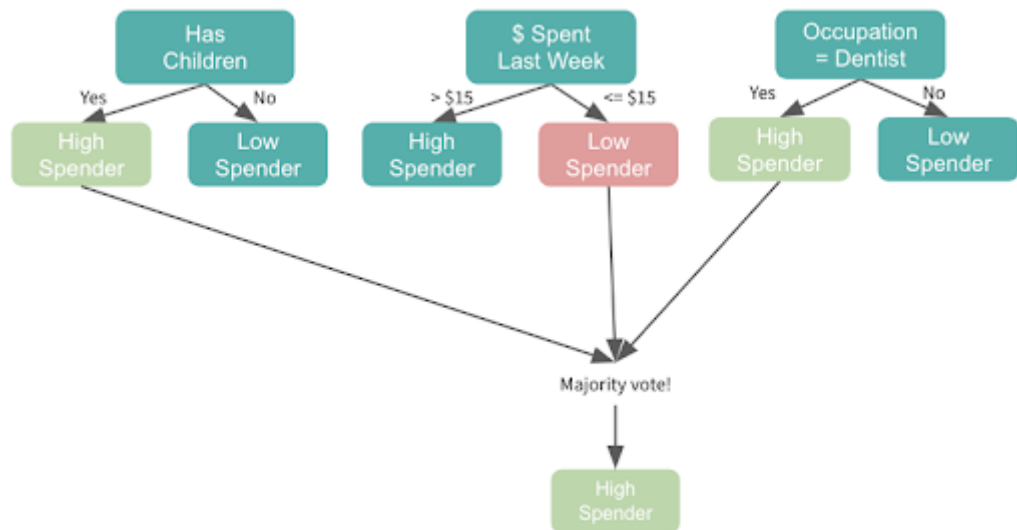 Has
Children
$ Spent
Last Week
Occupation
= Dentist
Yes
No
> $15
<= $15
Yes
No
High
Spender
Low
Spender
High
Spender
Low
Spender
High
Spender
Low
Spender
Majority vote!
High
Spender